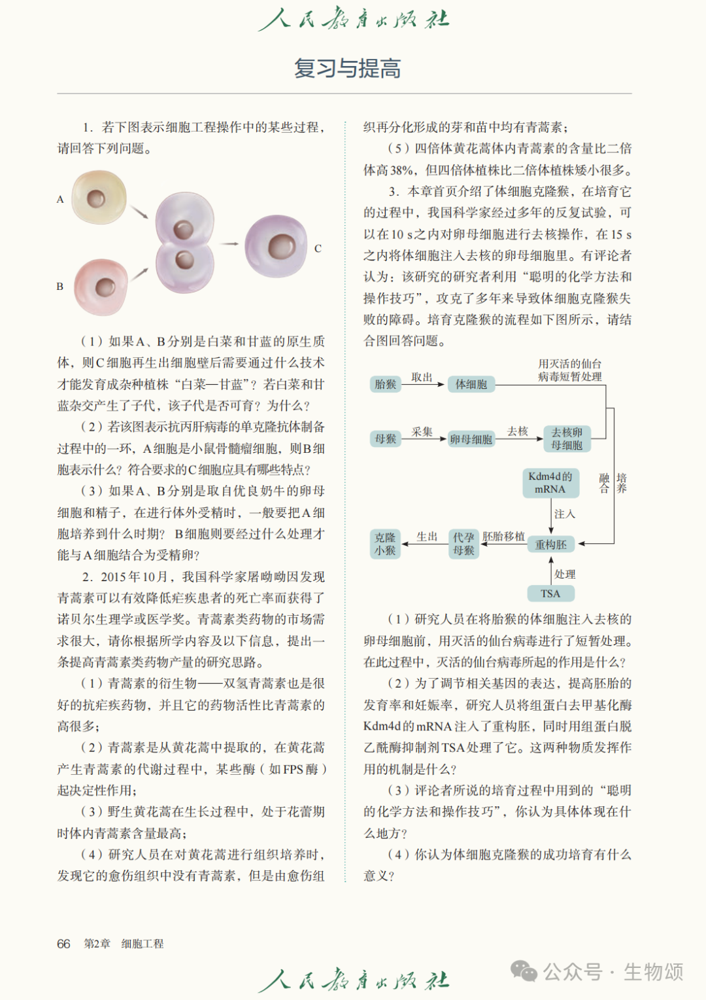 人民教育出版社
复习与提高
1．若下图表示细胞工程操作中的某些过程，
请回答下列问题。
A
B
C
（1）如果A、B分别是白菜和甘蓝的原生质
体，则C细胞再生出细胞壁后需要通过什么技术
才能发育成杂种植株“白菜—甘蓝”？若白菜和甘
蓝杂交产生了子代，该子代是否可育？为什么？
（2）若该图表示抗丙肝病毒的单克隆抗体制备
过程中的一环，A细胞是小鼠骨髓瘤细胞，则B细
胞表示什么？符合要求的C细胞应具有哪些特点？
（3）如果A、B分别是取自优良奶牛的卵母
细胞和精子，在进行体外受精时，一般要把A细
胞培养到什么时期？B细胞则要经过什么处理才
能与A细胞结合为受精卵？
2．2015年10月，我国科学家屠呦呦因发现
青蒿素可以有效降低疟疾患者的死亡率而获得了
诺贝尔生理学或医学奖。青蒿素类药物的市场需
求很大，请你根据所学内容及以下信息，提出一
条提高青蒿素类药物产量的研究思路。
（1）青蒿素的衍生物——双氢青蒿素也是很
好的抗疟疾药物，并且它的药物活性比青蒿素的
高很多；
（2）青蒿素是从黄花蒿中提取的，在黄花蒿
产生青蒿素的代谢过程中，某些酶（如FPS酶）
起决定性作用；
（3）野生黄花蒿在生长过程中，处于花蕾期
时体内青蒿素含量最高；
（4）研究人员在对黄花蒿进行组织培养时，
发现它的愈伤组织中没有青蒿素，但是由愈伤组
织再分化形成的芽和苗中均有青蒿素；
（5）四倍体黄花蒿体内青蒿素的含量比二倍
体高38%，但四倍体植株比二倍体植株矮小很多。
3．本章首页介绍了体细胞克隆猴，在培育它
的过程中，我国科学家经过多年的反复试验，可
以在10 s之内对卵母细胞进行去核操作，在15 s
之内将体细胞注入去核的卵母细胞里。有评论者
认为：该研究的研究者利用“聪明的化学方法和
操作技巧”，攻克了多年来导致体细胞克隆猴失
败的障碍。培育克隆猴的流程如下图所示，请结
合图回答问题。
用灭活的仙台
病毒短暂处理
胎猴
取出
体细胞
母猴
采集
卵母细胞
去核
去核卵
母细胞
融合
培养
Kdm4d的
mRNA
注入
克隆
小猴
生出
代孕
母猴
胚胎移植
重构胚
处理
TSA
（1）研究人员在将胎猴的体细胞注入去核的
卵母细胞前，用灭活的仙台病毒进行了短暂处理。
在此过程中，灭活的仙台病毒所起的作用是什么？
（2）为了调节相关基因的表达，提高胚胎的
发育率和妊娠率，研究人员将组蛋白去甲基化酶
Kdm4d的mRNA注入了重构胚，同时用组蛋白脱
乙酰酶抑制剂TSA处理了它。这两种物质发挥作
用的机制是什么？
（3）评论者所说的培育过程中用到的“聪明
的化学方法和操作技巧”，你认为具体体现在什
么地方？
（4）你认为体细胞克隆猴的成功培育有什么
意义？
66 第2章 细胞工程
人民教育出版社
公众号·生物颂